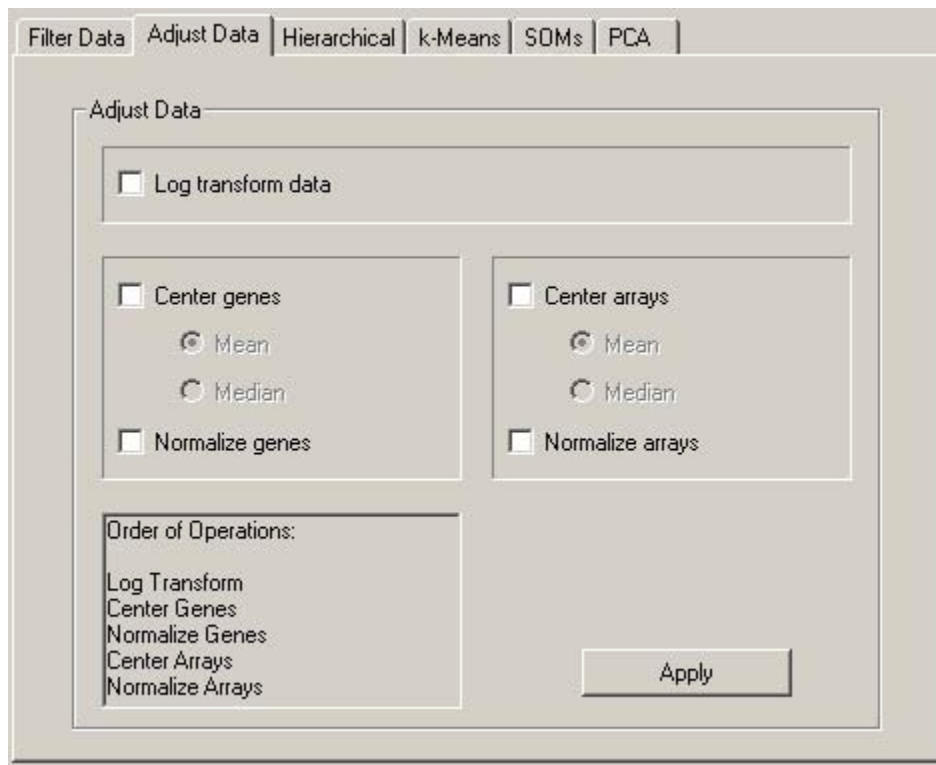 Filter Data Adjust Data Hierarchical k-Means SOMs PCA
Adjust Data
Log transform data
Center genes
Mean
Median
Normalize genes
Center arrays
Mean
Median
Normalize arrays
Order of Operations:
Log Transform
Center Genes
Normalize Genes
Center Arrays
Normalize Arrays
Apply